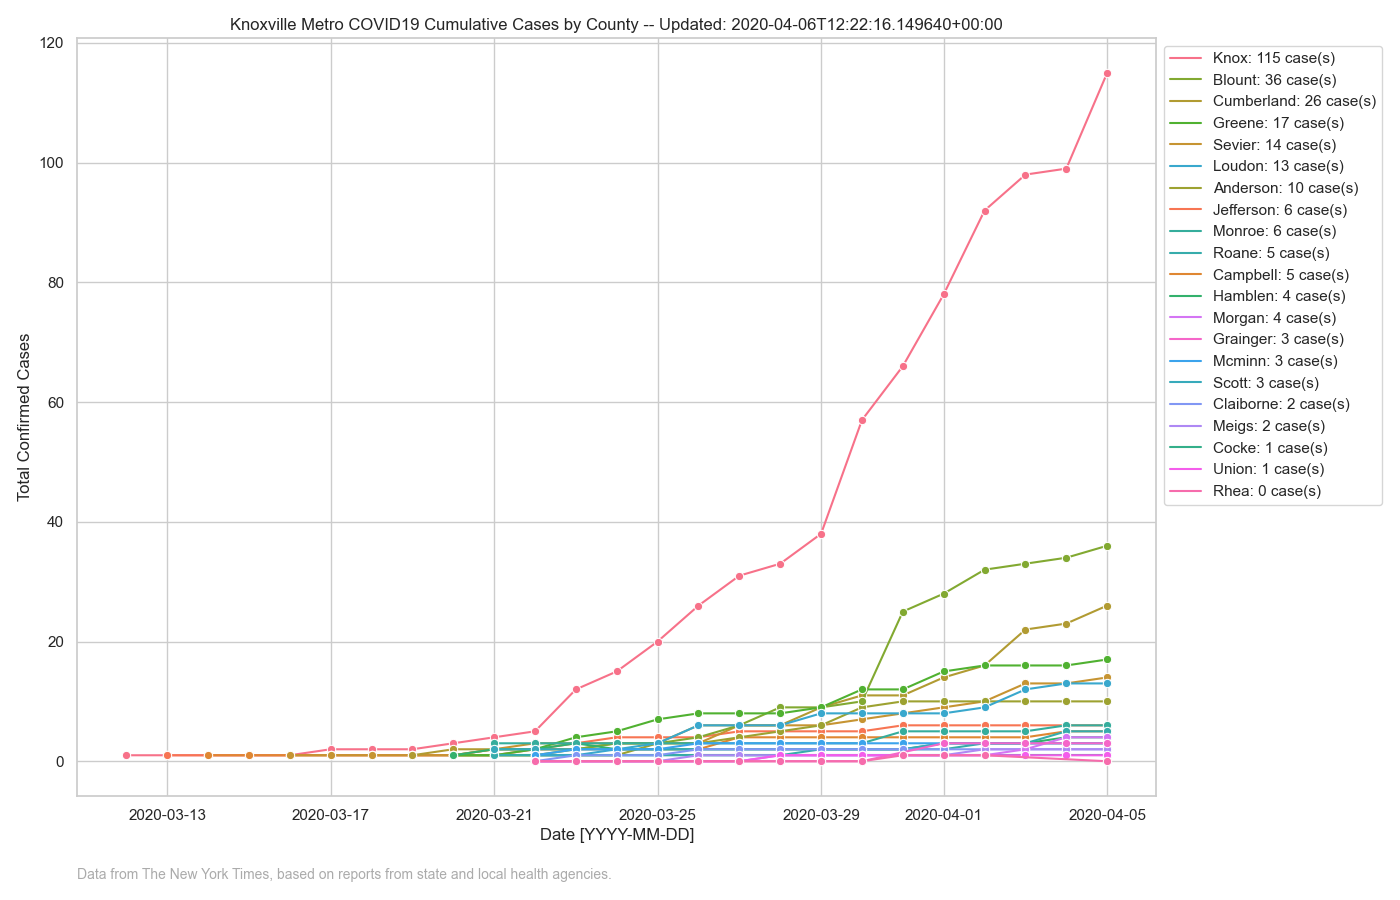 Knoxville Metro COVID19 Cumulative Cases by County -- Updated: 2020-04-06T12:22:16.149640+00:00
120
100
80
60
40
20
0
Total Confirmed Cases
Knox: 115 case(s)
Blount: 36 case(s)
Cumberland: 26 case(s)
Greene: 17 case(s)
Sevier: 14 case(s)
Loudon: 13 case(s)
Anderson: 10 case(s)
Jefferson: 6 case(s)
Monroe: 6 case(s)
Roane: 5 case(s)
Campbell: 5 case(s)
Hamblen: 4 case(s)
Morgan: 4 case(s)
Grainger: 3 case(s)
Mcminn: 3 case(s)
Scott: 3 case(s)
Claiborne: 2 case(s)
Meigs: 2 case(s)
Cocke: 1 case(s)
Union: 1 case(s)
Rhea: 0 case(s)
2020-03-13 2020-03-17 2020-03-21 2020-03-25 2020-03-29 2020-04-01 2020-04-05
Date [YYYY-MM-DD]
Data from The New York Times, based on reports from state and local health agencies.